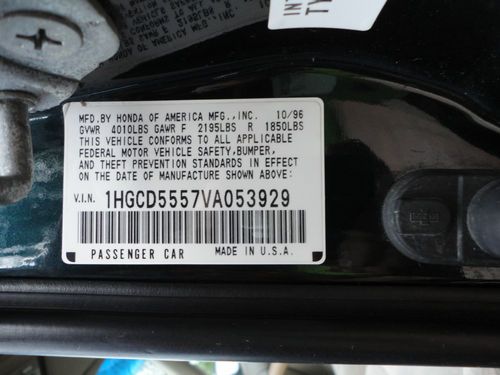 INT
TY
MFD.BY HONDA OF AMERICA MFG.,INC. 10/96
GVWR 4010LBS GAWR F 2195LBS R 1850LBS
THIS VEHICLE CONFORMS TO ALL APPLICABLE
FEDERAL MOTOR VEHICLE SAFETY,BUMPER,
AND THEFT PREVENTION STANDARDS IN EFFECT
ON THE DATE OF MANUFACTURE SHOWN ABOVE:
V.I.N. 1HGCD5557VA053929
PASSENGER CAR MADE IN U.S.A.